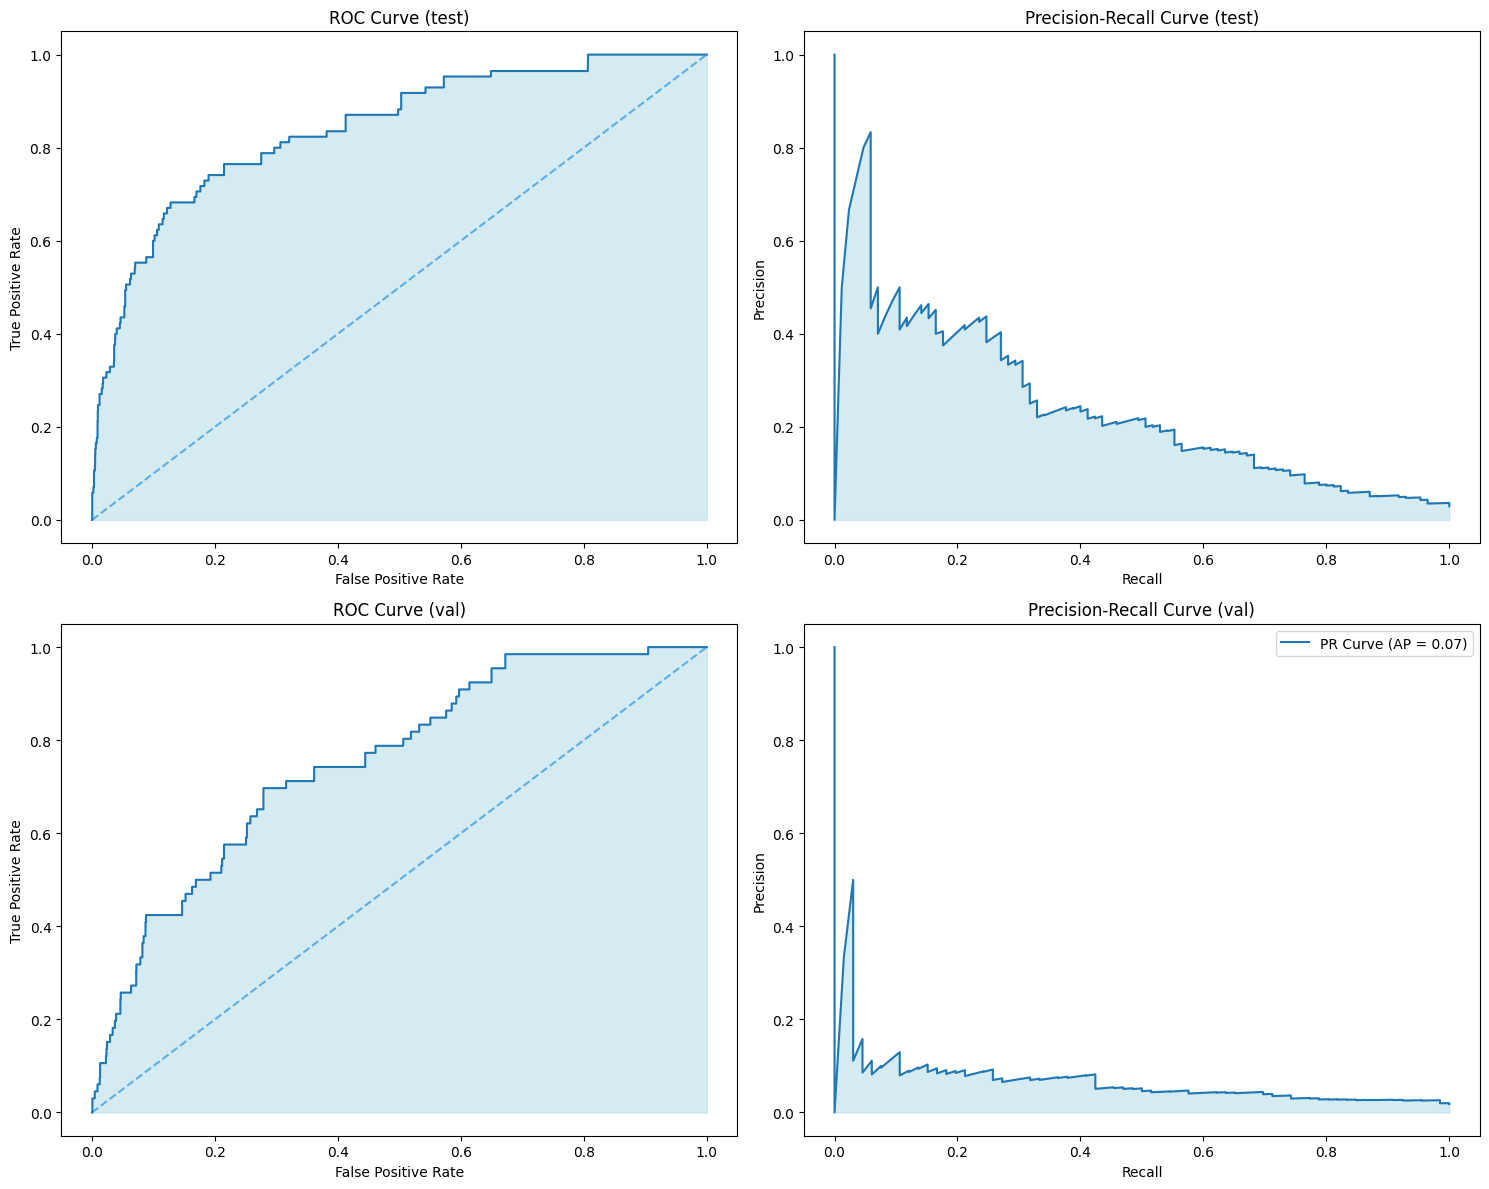 ROC Curve (test)
True Positive Rate
1.0
0.8
0.6
0.4
0.2
0.0
0.0 0.2 0.4 0.6 0.8 1.0
False Positive Rate
Precision-Recall Curve (test)
Precision
1.0
0.8
0.6
0.4
0.2
0.0
0.0 0.2 0.4 0.6 0.8 1.0
Recall
ROC Curve (val)
True Positive Rate
1.0
0.8
0.6
0.4
0.2
0.0
0.0 0.2 0.4 0.6 0.8 1.0
False Positive Rate
Precision-Recall Curve (val)
PR Curve (AP = 0.07)
Precision
1.0
0.8
0.6
0.4
0.2
0.0
0.0 0.2 0.4 0.6 0.8 1.0
Recall